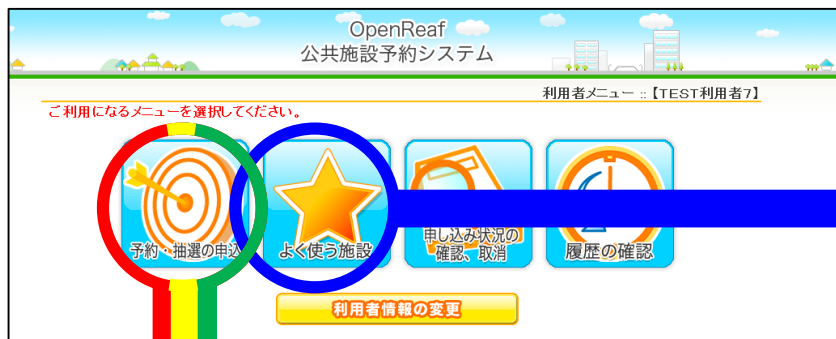 OpenReaf
公共施設予約システム
利用者メニュー ::【TEST利用者7】
ご利用になるメニューを選択してください。
予約・抽選の申込
よく使う施設
申し込み状況の
確認、取消
履歴の確認
利用者情報の変更